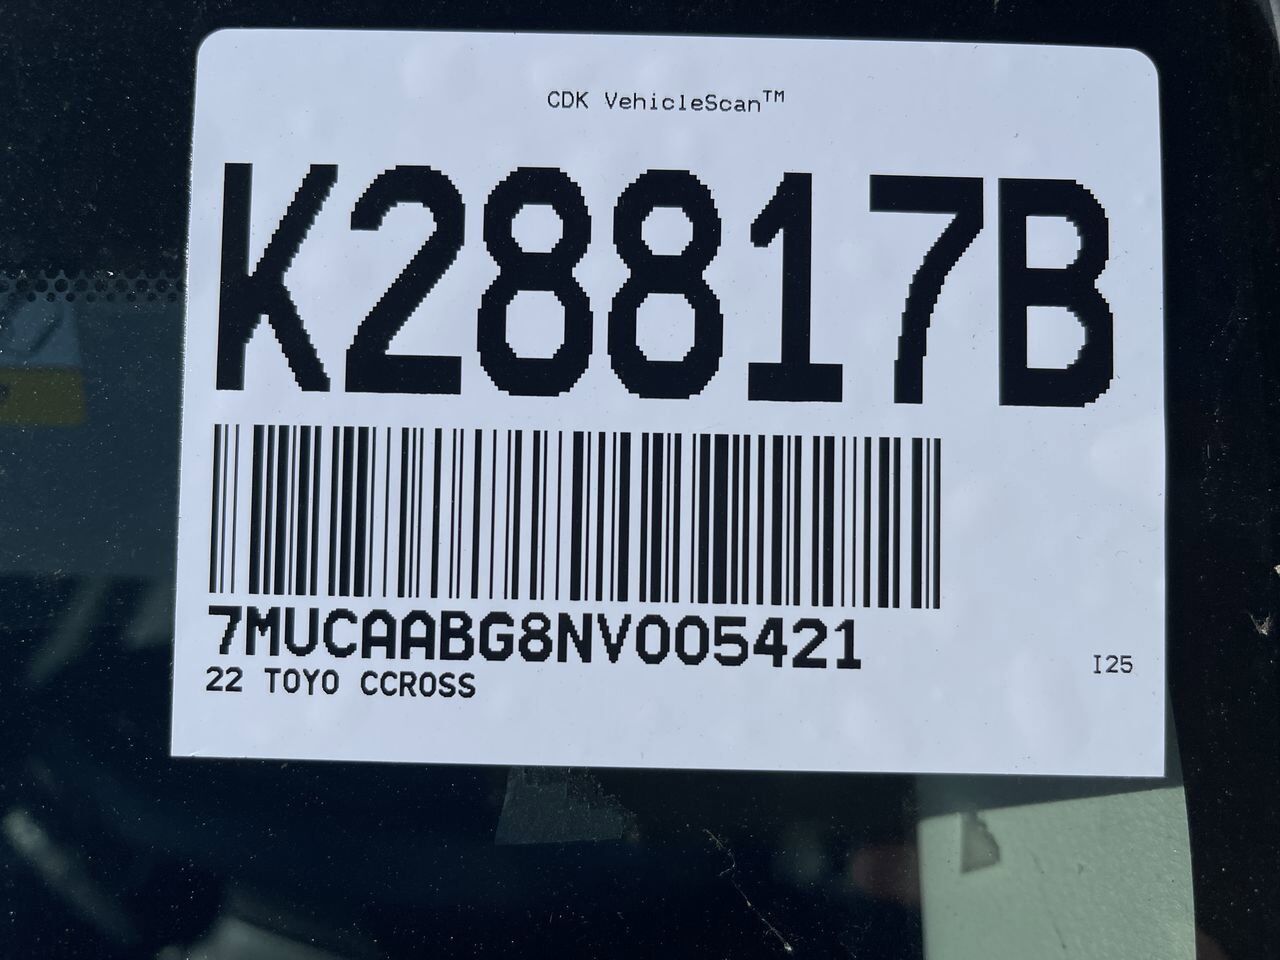 CDK VehicleScan™
K28817B
7MUCAABG8NV005421
22 TOYO CCROSS
I25